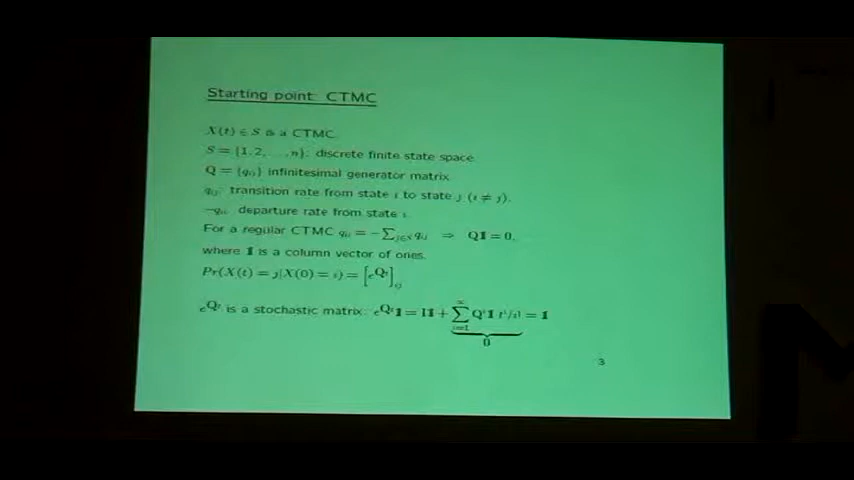 Starting point: CTMC
X(t) ∈ S is a CTMC
S = {1, 2, . . . , n}: discrete finite state space
Q = {q_ij} infinitesimal generator matrix
q_ij: transition rate from state i to state j (i ≠ j),
−q_ii: departure rate from state i.
For a regular CTMC q_ii = −∑_{j∈S} q_ij ⇒ Q1 = 0,
where 1 is a column vector of ones.
Pr(X(t) = j|X(0) = i) = [e^{Qt}]_{ij}
e^{Qt} is a stochastic matrix: e^{Qt}1 = I1 + ∑_{i=1}^{∞} Q^i 1 t^i/i! = 1
0
3
M